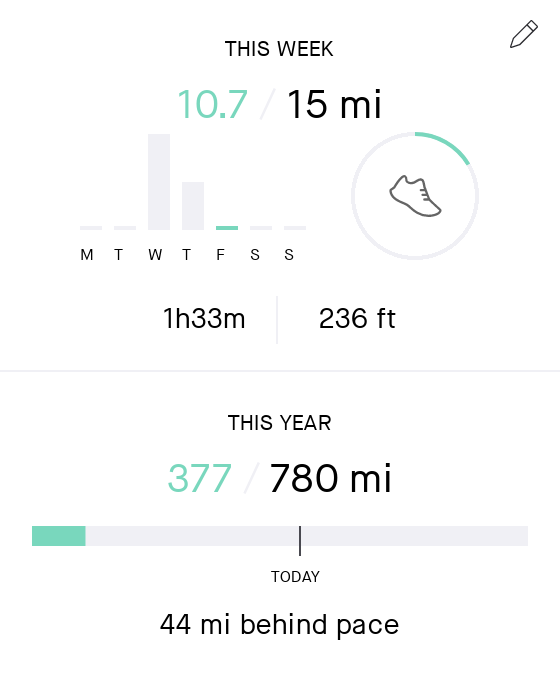 THIS WEEK
10.7 / 15 mi
M T W T F S S
1h33m 236 ft
THIS YEAR
377 / 780 mi
TODAY
44 mi behind pace